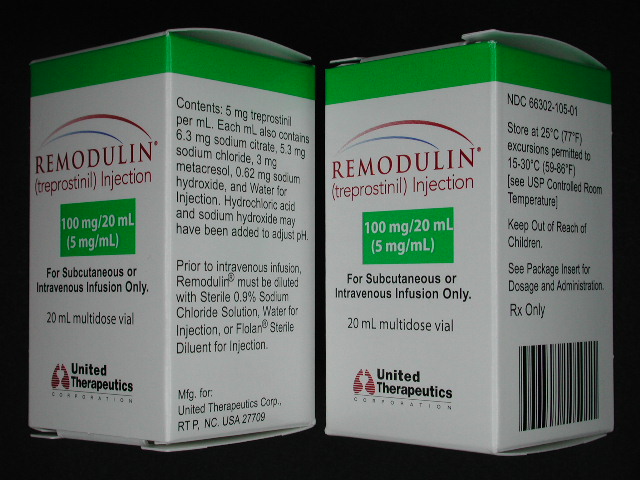 REMODULIN®
(treprostinil) Injection
100 mg/20 mL
(5 mg/mL)
For Subcutaneous or
Intravenous Infusion Only.
20 mL multidose vial
United
Therapeutics
CORPORATION
Contents: 5 mg treprostinil
per mL. Each mL also contains
6.3 mg sodium citrate, 5.3 mg
sodium chloride, 3 mg
metacresol, 0.62 mg sodium
hydroxide, and Water for
Injection. Hydrochloric acid
and sodium hydroxide may
have been added to adjust pH.
Prior to intravenous infusion,
Remodulin® must be diluted
with Sterile 0.9% Sodium
Chloride Solution, Water for
Injection, or Flolan® Sterile
Diluent for Injection.
Mfg. for:
United Therapeutics Corp.,
RTP, NC. USA 27709
REMODULIN®
(treprostinil) Injection
100 mg/20 mL
(5 mg/mL)
For Subcutaneous or
Intravenous Infusion Only.
20 mL multidose vial
United
Therapeutics
CORPORATION
NDC 66302-105-01
Store at 25°C (77°F)
excursions permitted to
15-30°C (59-86°F)
[see USP Controlled Room
Temperature]
Keep Out of Reach of
Children.
See Package Insert for
Dosage and Administration.
Rx Only